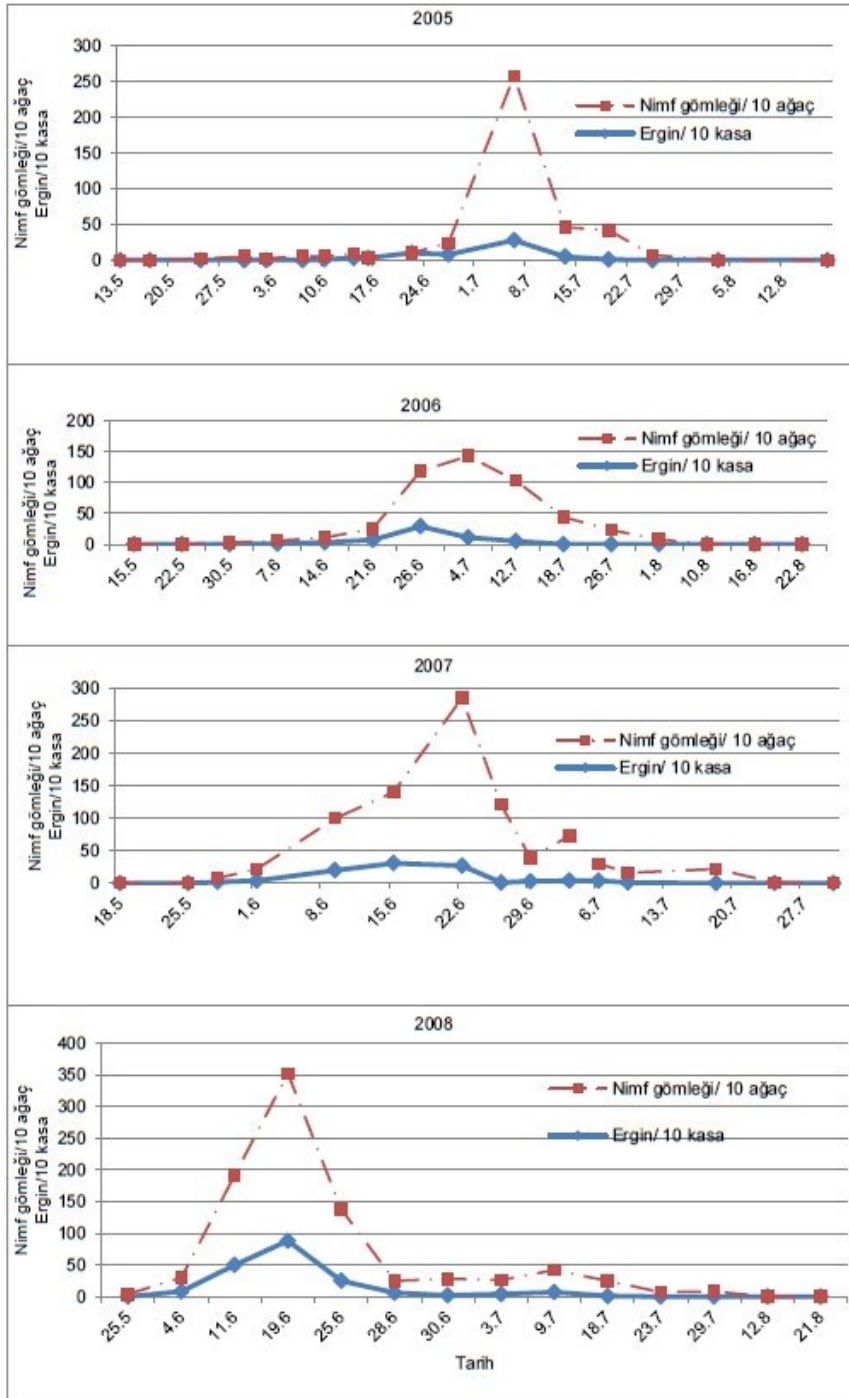 2005
Nimf gömleği/10 ağaç
Ergin/10 kasa
300
250
200
150
100
50
0
Nimf gömleği/ 10 ağaç
Ergin/ 10 kasa
13.5 20.5 27.5 3.6 10.6 17.6 24.6 1.7 8.7 15.7 22.7 29.7 5.8 12.8
2006
Nimf gömleği/10 ağaç
Ergin/10 kasa
200
150
100
50
0
Nimf gömleği/ 10 ağaç
Ergin/ 10 kasa
15.5 22.5 30.5 7.6 14.6 21.6 26.6 4.7 12.7 18.7 26.7 1.8 10.8 16.8 22.8
2007
Nimf gömleği/10 ağaç
Ergin/10 kasa
300
250
200
150
100
50
0
Nimf gömleği/ 10 ağaç
Ergin/ 10 kasa
18.5 25.5 1.6 8.6 15.6 22.6 29.6 6.7 13.7 20.7 27.7
2008
Nimf gömleği/10 ağaç
Ergin/10 kasa
400
350
300
250
200
150
100
50
0
Nimf gömleği/ 10 ağaç
Ergin/ 10 kasa
25.5 4.6 11.6 19.6 25.6 28.6 30.6 3.7 9.7 18.7 23.7 29.7 12.8 21.8
Tarih